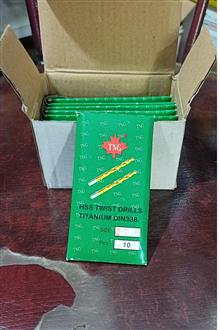 TNG
HSS TWIST DRILLS
TITANIUM DIN338
SIZE:
Pcs: 10